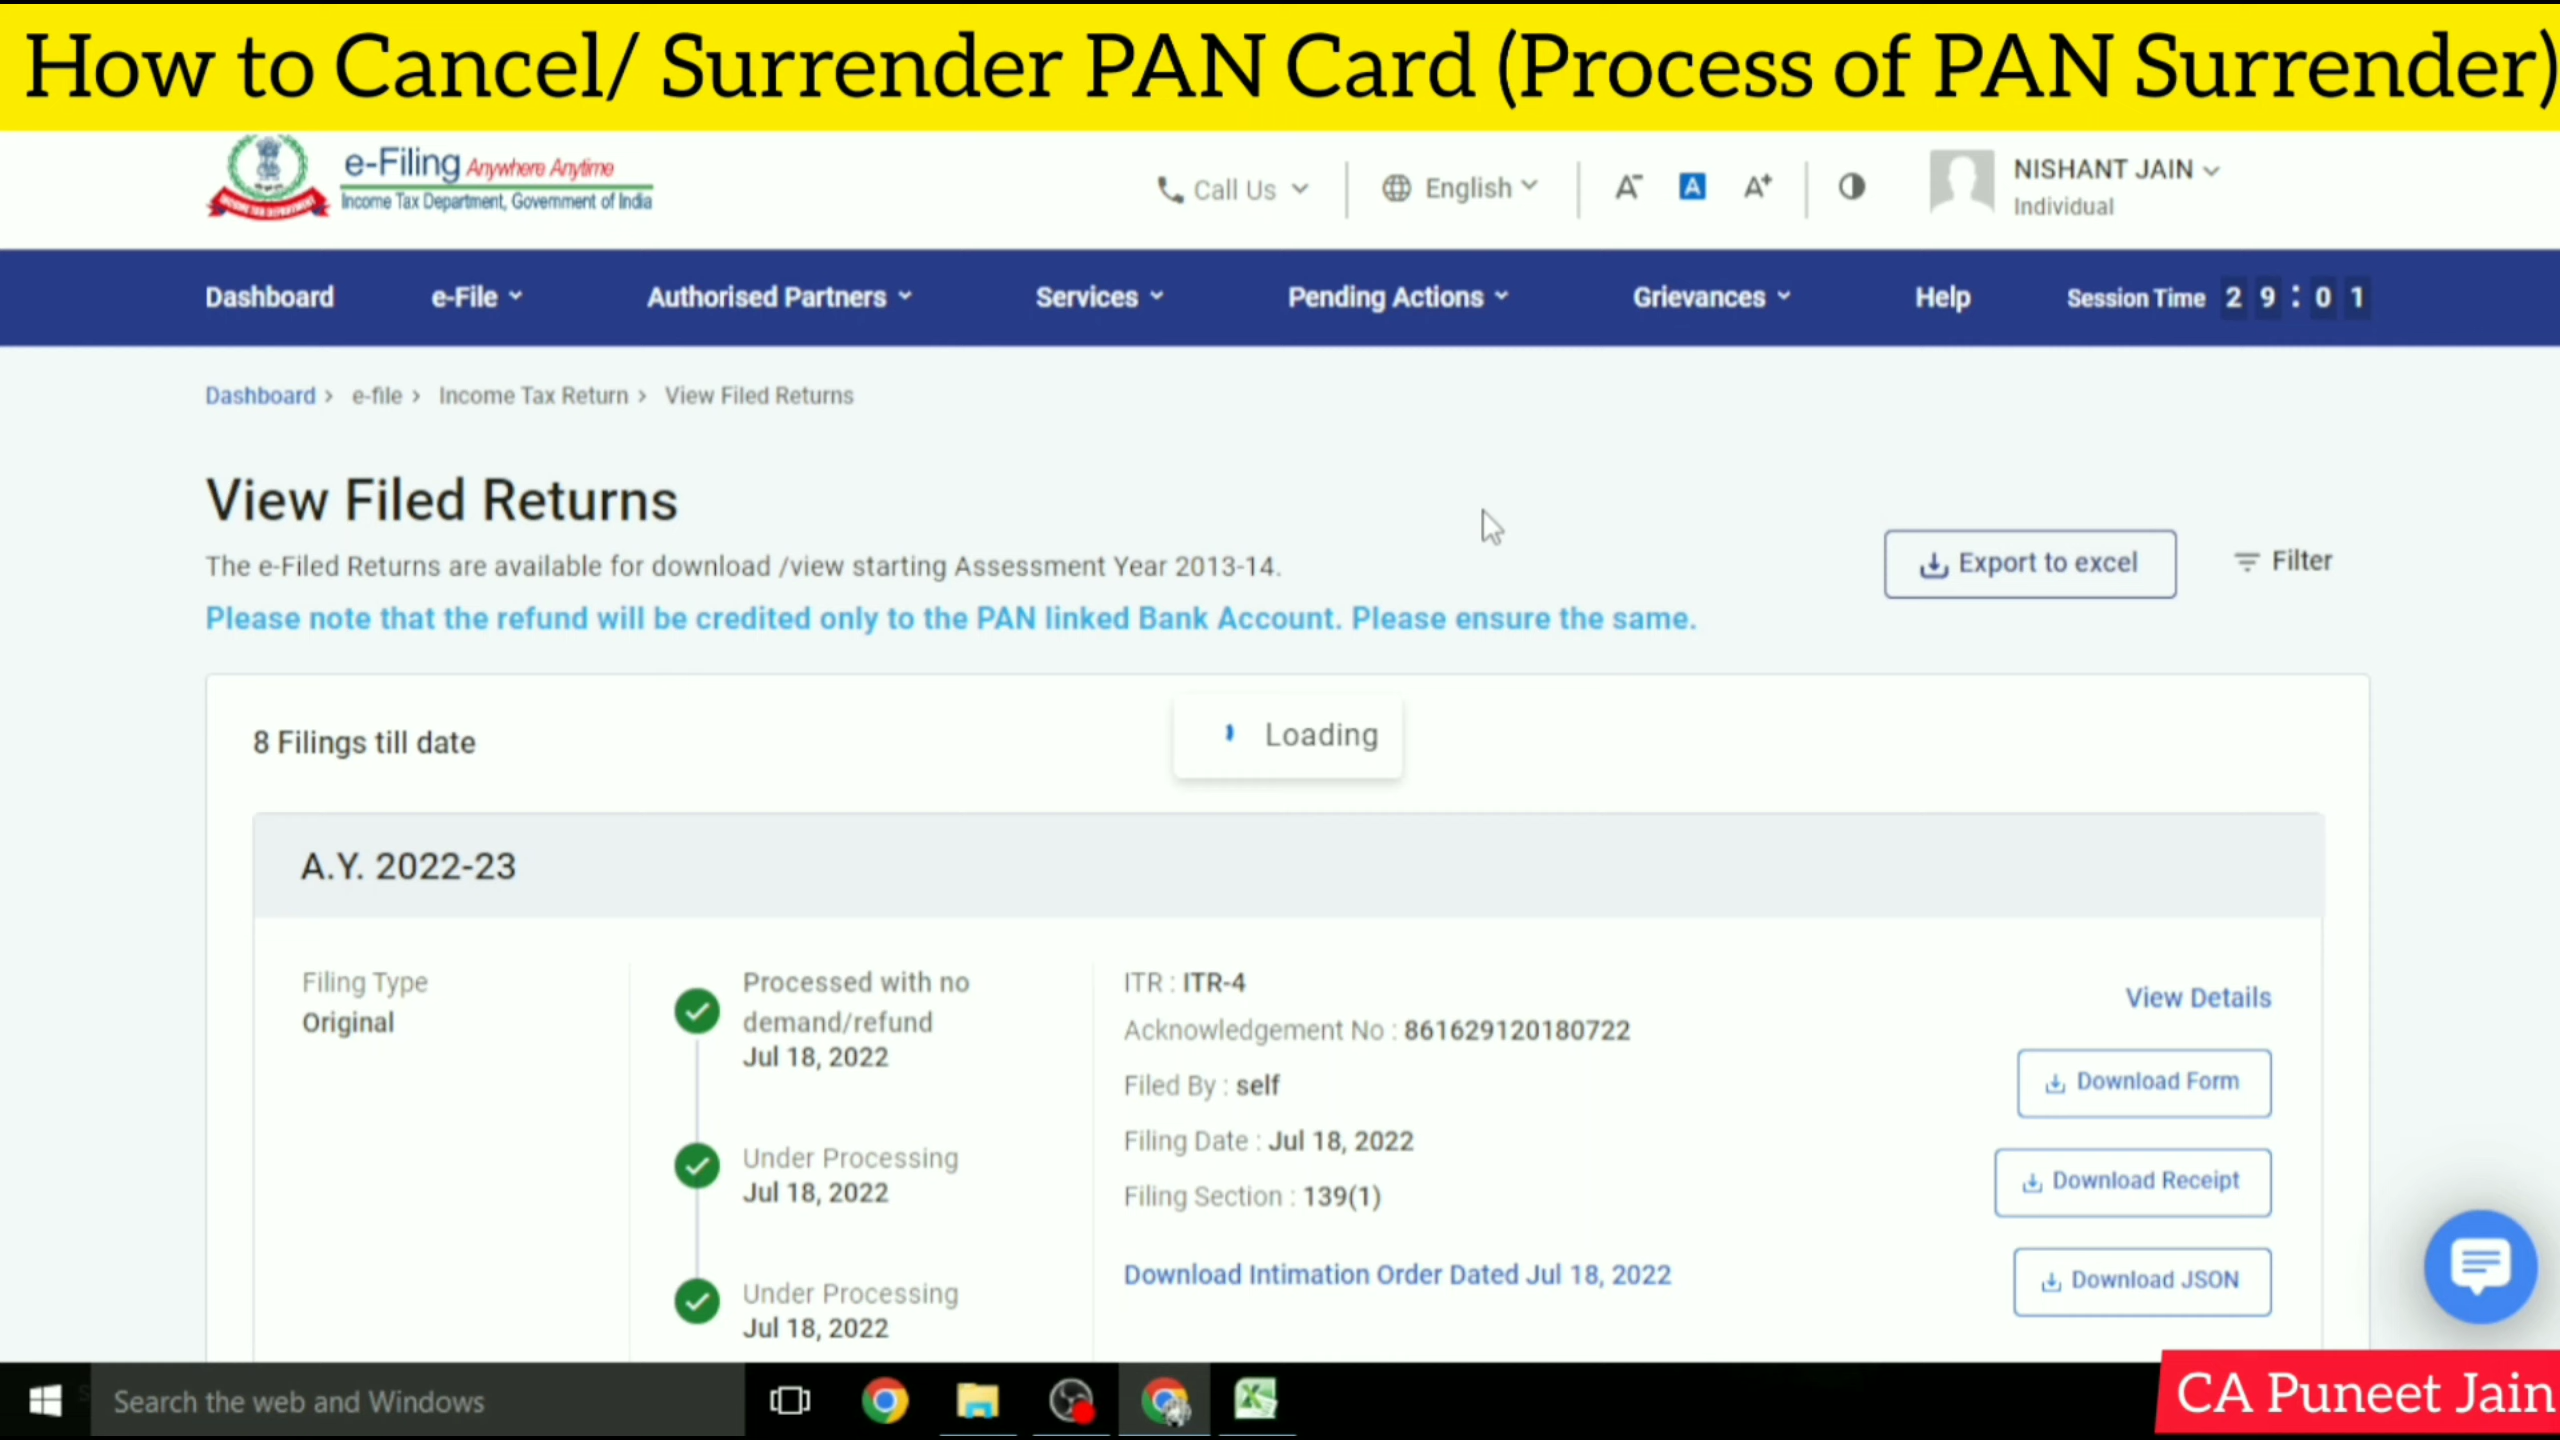 How to Cancel/ Surrender PAN Card (Process of PAN Surrender)
e-Filing Anywhere Anytime
Income Tax Department, Government of India
Call Us
English
A-
A
A+
NISHANT JAIN
Individual
Dashboard e-File Authorised Partners Services Pending Actions Grievances Help Session Time 29:01
Dashboard > e-file > Income Tax Return > View Filed Returns
View Filed Returns
The e-Filed Returns are available for download /view starting Assessment Year 2013-14.
Export to excel
Filter
Please note that the refund will be credited only to the PAN linked Bank Account. Please ensure the same.
8 Filings till date
Loading
A.Y. 2022-23
Filing Type
Original
Processed with no
demand/refund
Jul 18, 2022
Under Processing
Jul 18, 2022
Under Processing
Jul 18, 2022
ITR : ITR-4
Acknowledgement No : 861629120180722
Filed By : self
Filing Date : Jul 18, 2022
Filing Section : 139(1)
Download Intimation Order Dated Jul 18, 2022
View Details
Download Form
Download Receipt
Download JSON
Search the web and Windows
CA Puneet Jain